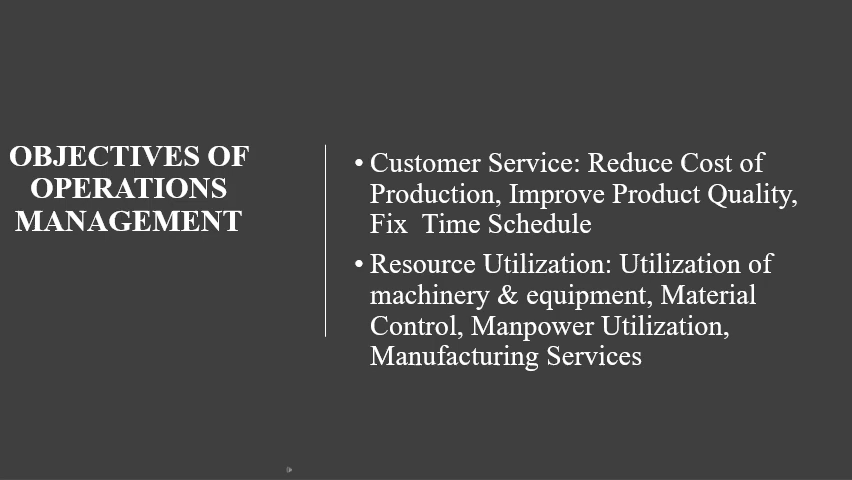 OBJECTIVES OF
OPERATIONS
MANAGEMENT
• Customer Service: Reduce Cost of
Production, Improve Product Quality,
Fix  Time Schedule
• Resource Utilization: Utilization of
machinery & equipment, Material
Control, Manpower Utilization,
Manufacturing Services